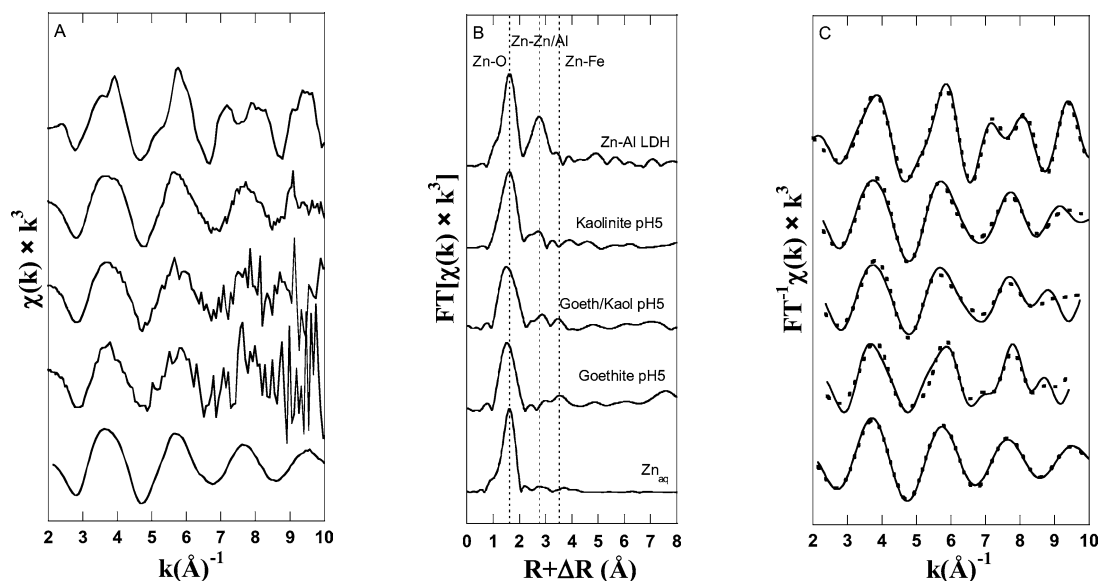 A
χ(k) × k³
2 3 4 5 6 7 8 9 10
k(Å)⁻¹
B
Zn-Zn/Al
Zn-O
Zn-Fe
Zn-Al LDH
Kaolinite pH5
Goeth/Kaol pH5
Goethite pH5
Zn_aq
FT[χ(k) × k³]
0 1 2 3 4 5 6 7 8
R+ΔR (Å)
C
FT⁻¹χ(k) × k³
2 3 4 5 6 7 8 9 10
k(Å)⁻¹